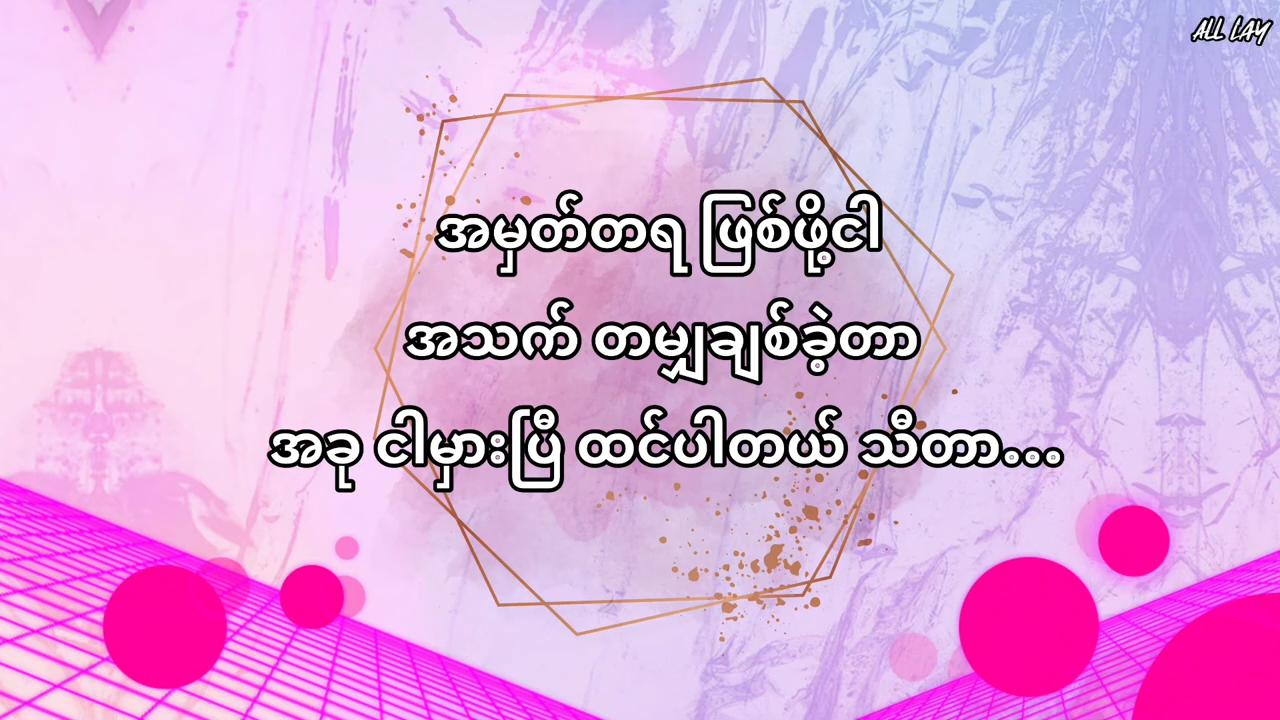 ALL LAY
အမှတ်တရ ဖြစ်ဖို့ငါ
အသက် တမျှချစ်ခဲ့တာ
အခု ငါမှားပြီ ထင်ပါတယ် သီတာ...